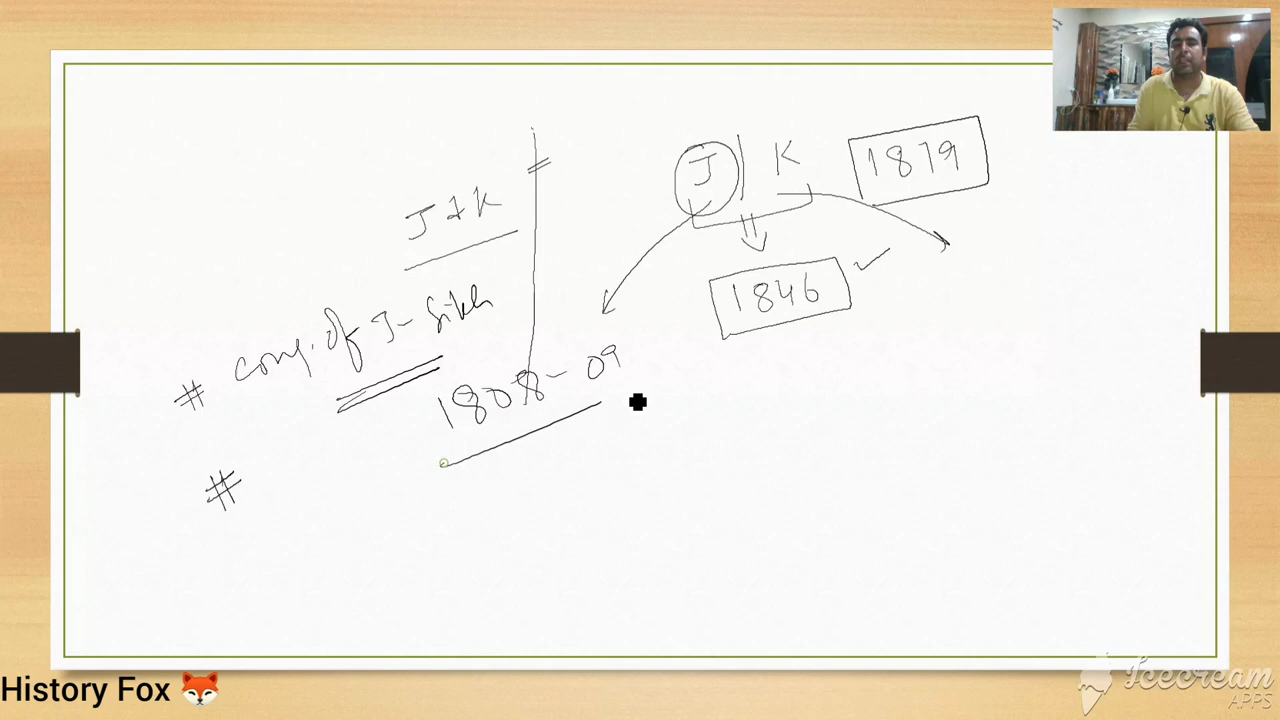 J | K 1879
J & K
1846
# conq. of J - Sikh
1808 - 09
#
History Fox 🦊
Icecream
APPS